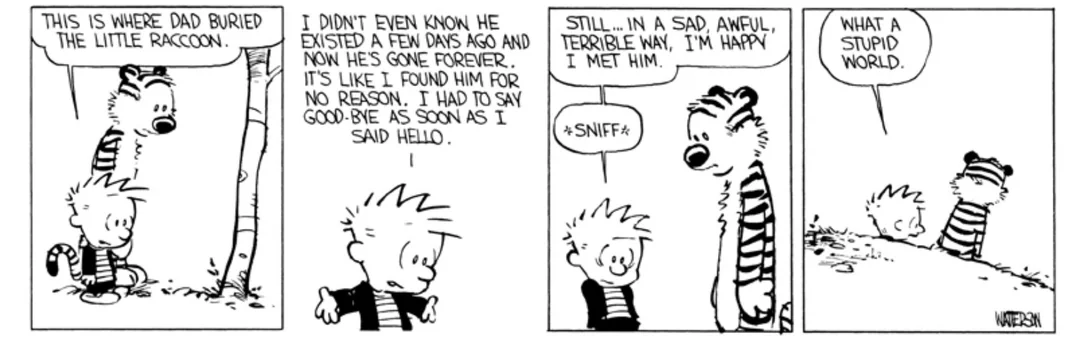 THIS IS WHERE DAD BURIED
THE LITTLE RACCOON.
I DIDN'T EVEN KNOW HE
EXISTED A FEW DAYS AGO AND
NOW HE'S GONE FOREVER.
IT'S LIKE I FOUND HIM FOR
NO REASON. I HAD TO SAY
GOOD-BYE AS SOON AS I
SAID HELLO.
STILL... IN A SAD, AWFUL,
TERRIBLE WAY, I'M HAPPY
I MET HIM.
*SNIFF*
WHAT A
STUPID
WORLD.
WATTERSON